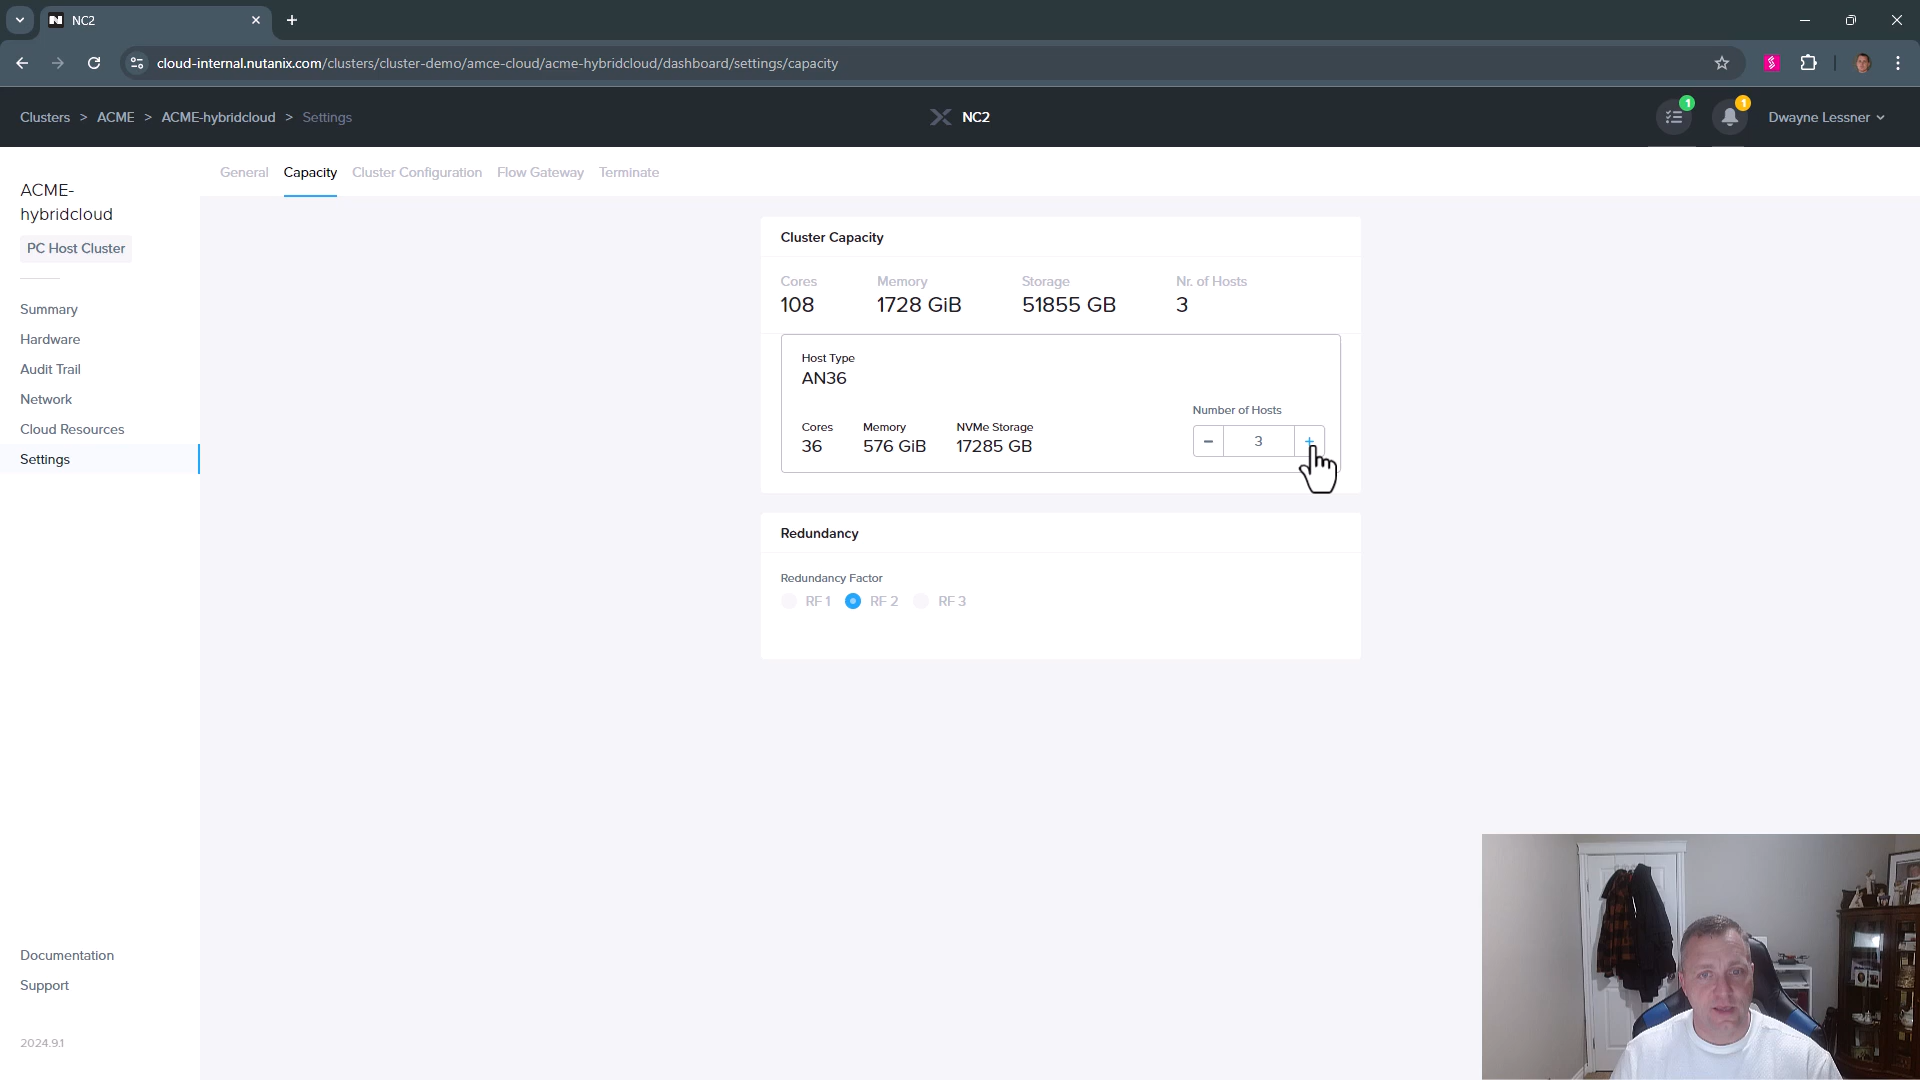 NC2
cloud-internal.nutanix.com/clusters/cluster-demo/amce-cloud/acme-hybridcloud/dashboard/settings/capacity
Clusters > ACME > ACME-hybridcloud > Settings
NC2
1
1
Dwayne Lessner
General Capacity Cluster Configuration Flow Gateway Terminate
ACME-
hybridcloud
PC Host Cluster
Summary
Hardware
Audit Trail
Network
Cloud Resources
Settings
Documentation
Support
2024.9.1
Cluster Capacity
Cores Memory Storage Nr. of Hosts
108 1728 GiB 51855 GB 3
Host Type
AN36
Number of Hosts
Cores Memory NVMe Storage
36 576 GiB 17285 GB
− 3 +
Redundancy
Redundancy Factor
RF 1 RF 2 RF 3